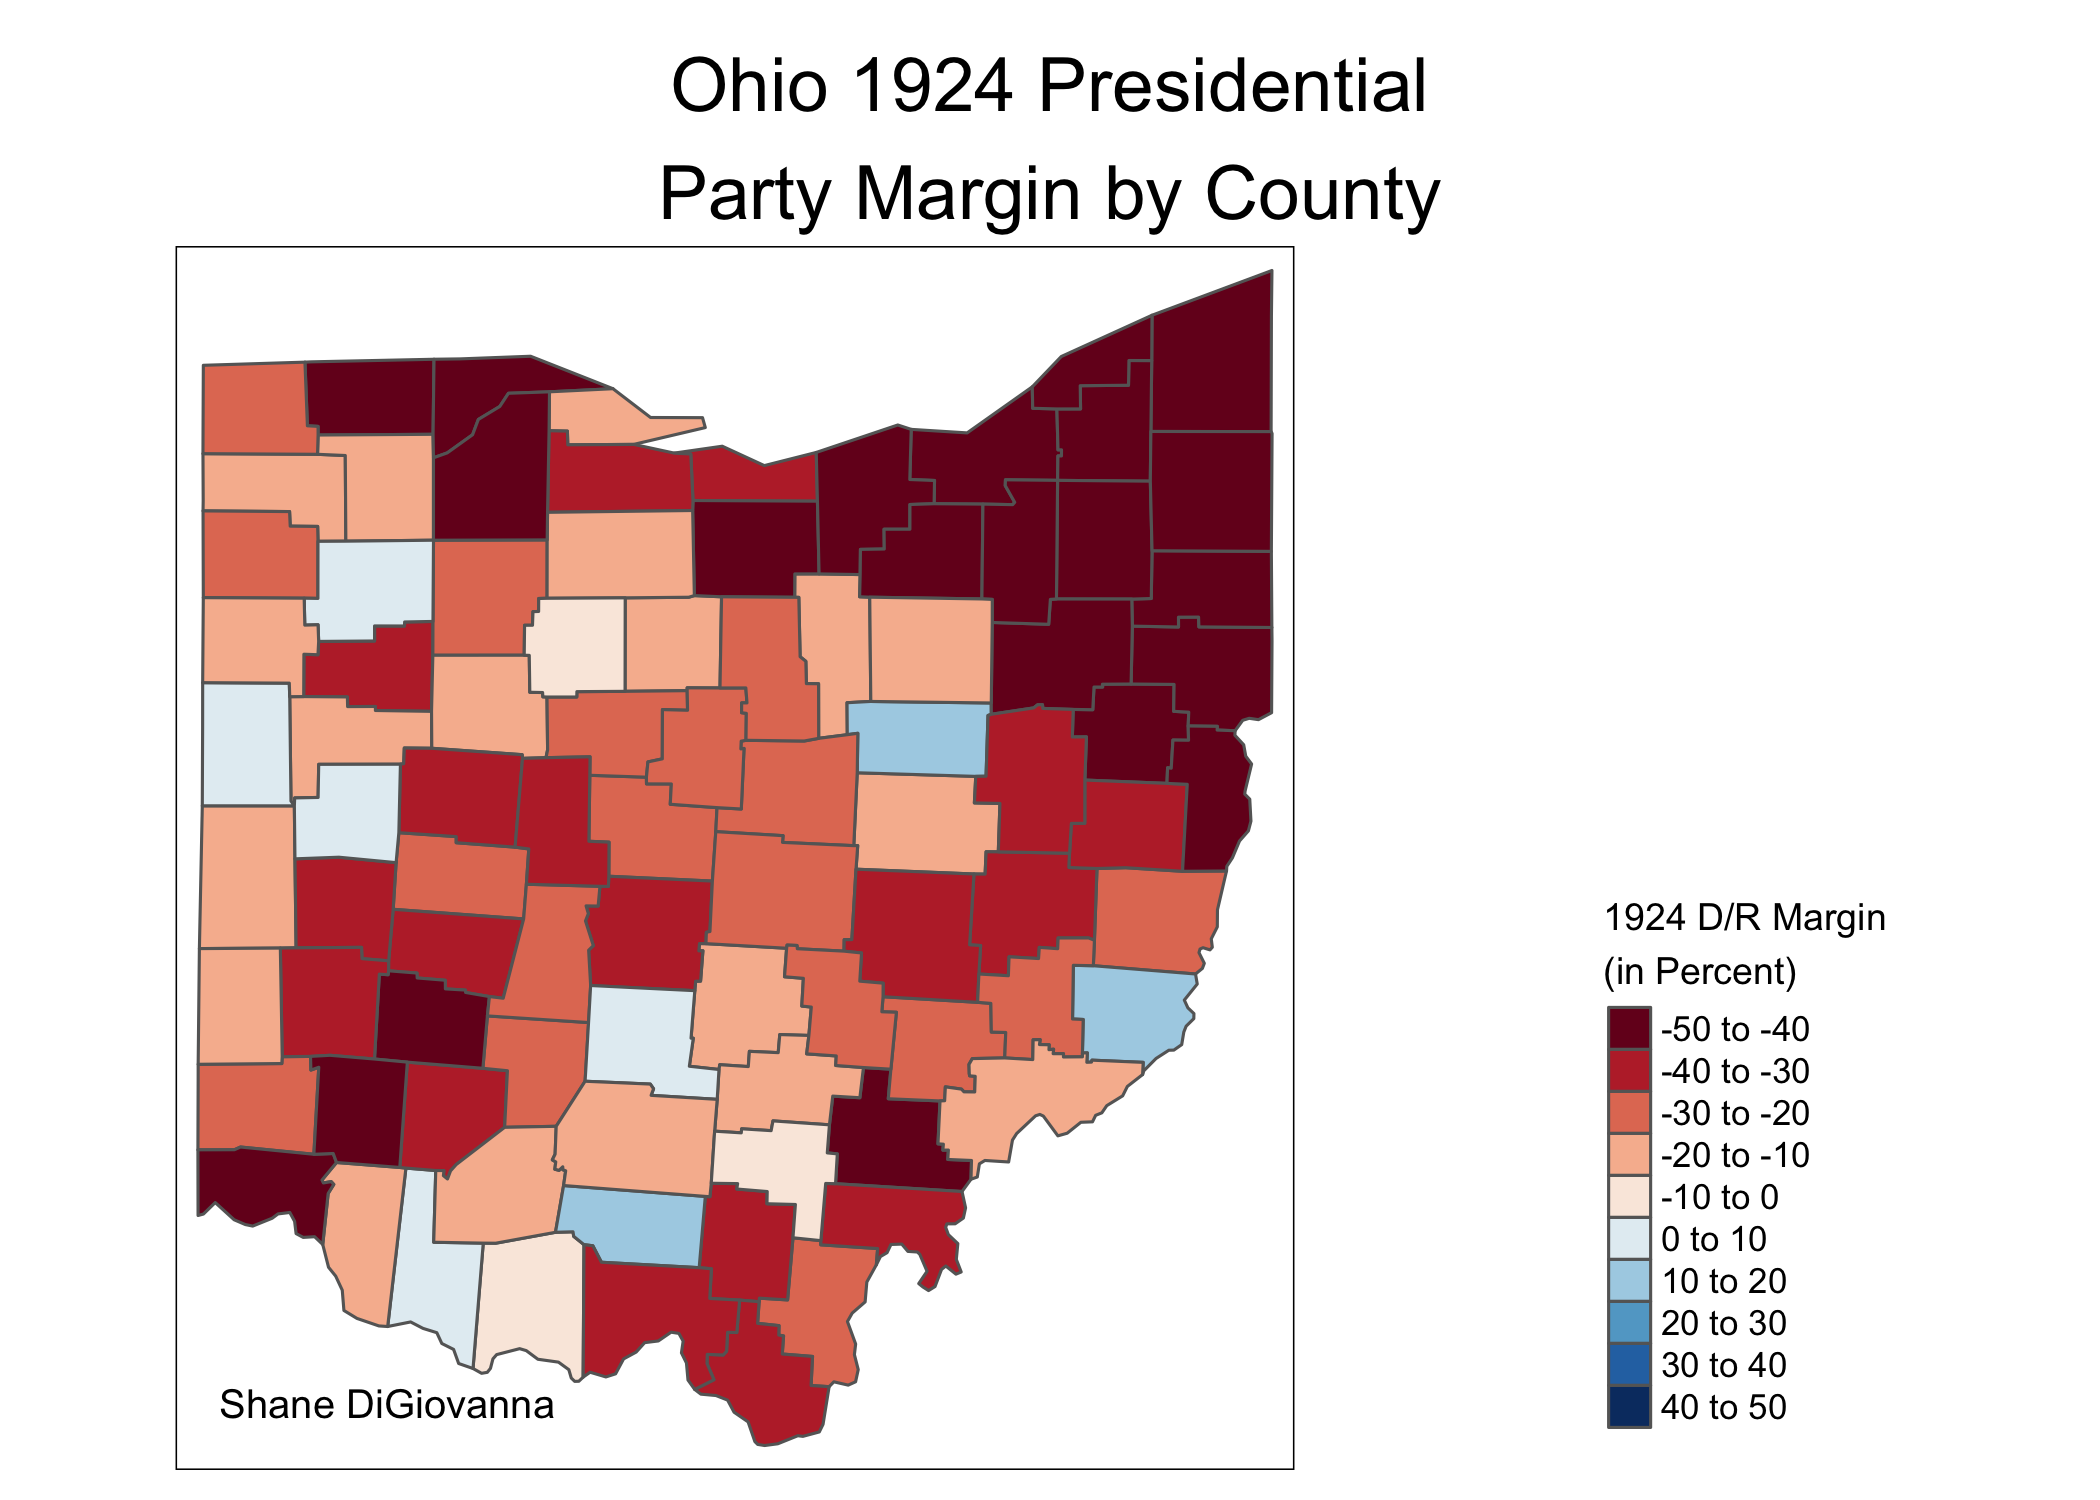 Ohio 1924 Presidential
Party Margin by County
1924 D/R Margin
(in Percent)
-50 to -40
-40 to -30
-30 to -20
-20 to -10
-10 to 0
0 to 10
10 to 20
20 to 30
30 to 40
40 to 50
Shane DiGiovanna